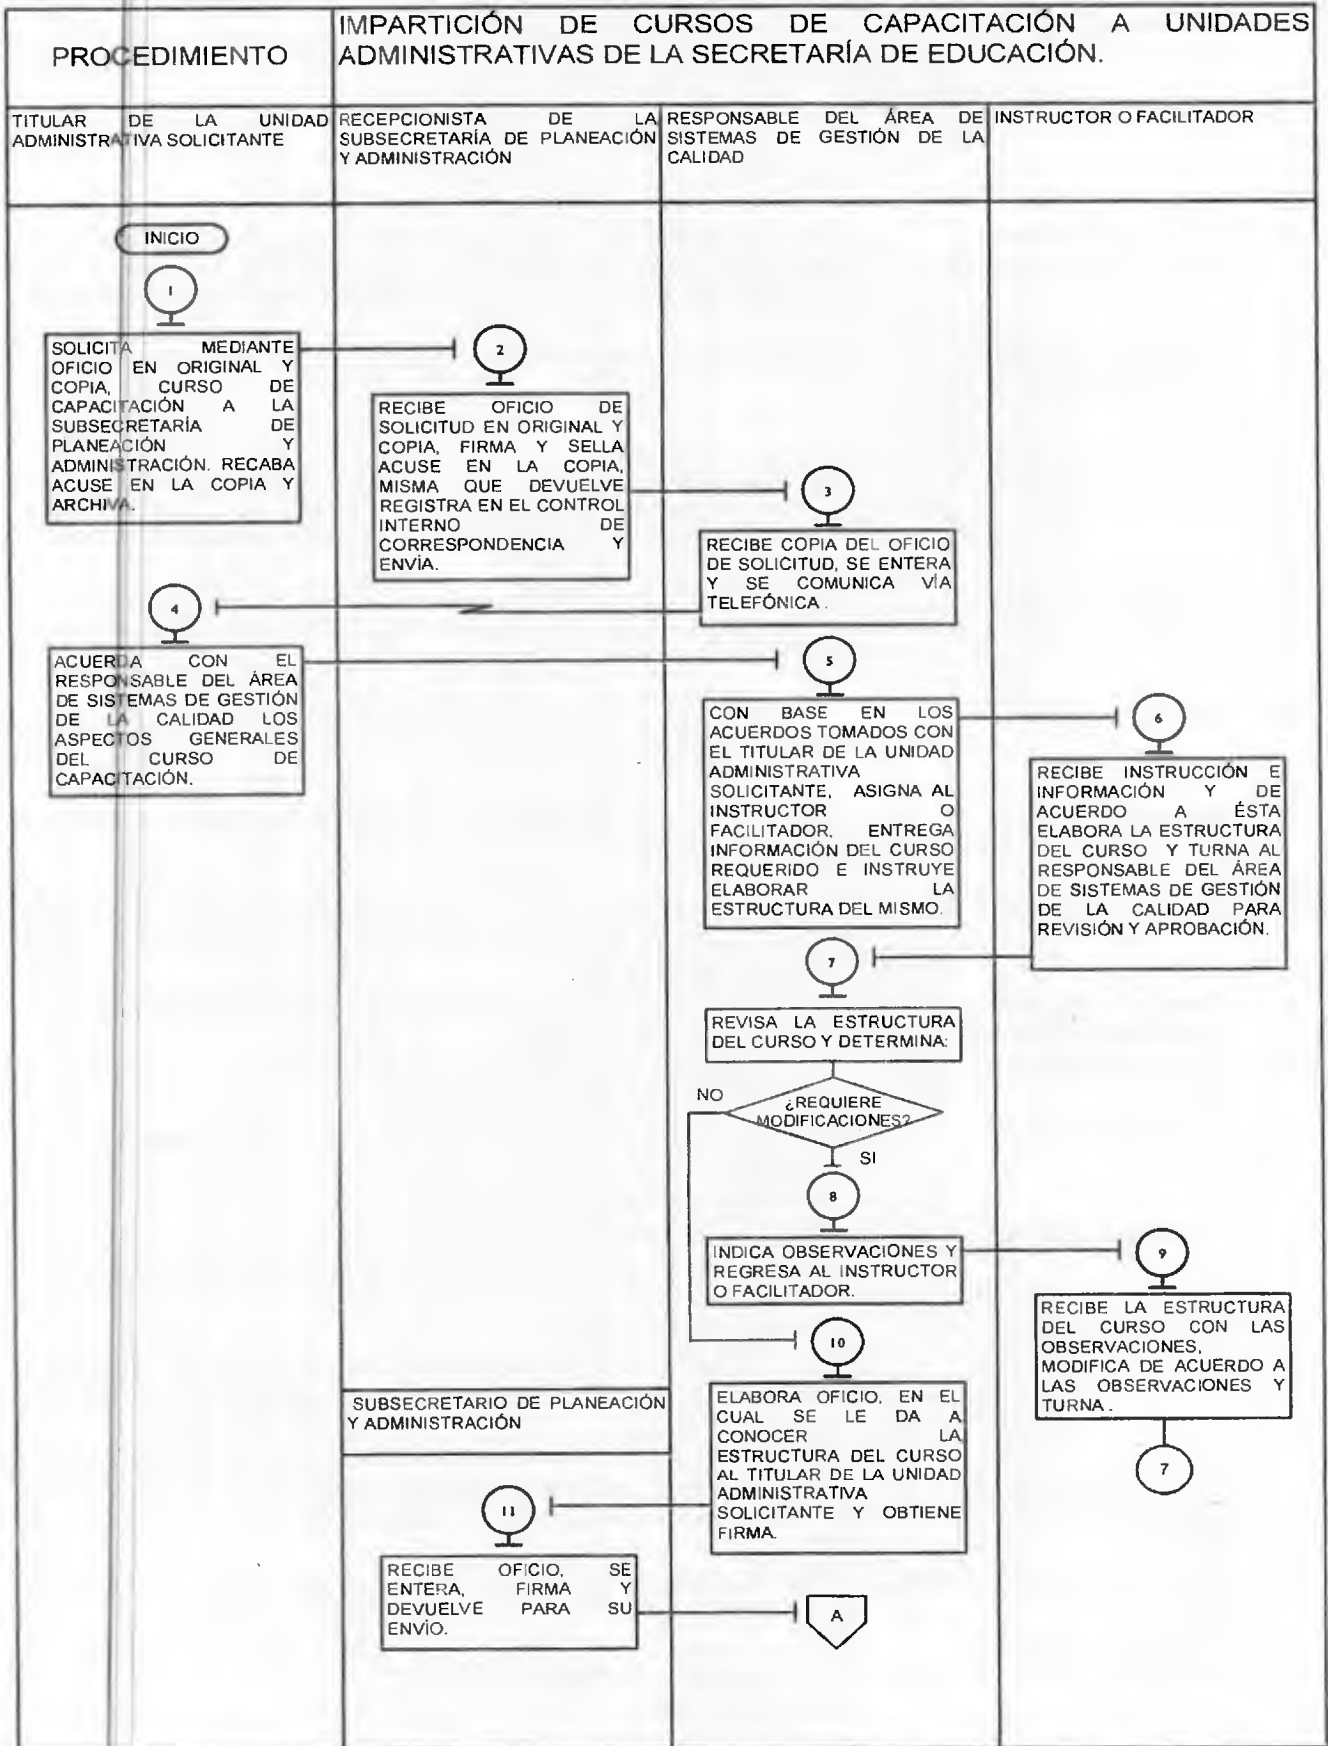 PROCEDIMIENTO
IMPARTICIÓN DE CURSOS DE CAPACITACIÓN A UNIDADES
ADMINISTRATIVAS DE LA SECRETARÍA DE EDUCACIÓN.
TITULAR DE LA UNIDAD
ADMINISTRATIVA SOLICITANTE
RECEPCIONISTA DE LA
SUBSECRETARÍA DE PLANEACIÓN
Y ADMINISTRACIÓN
RESPONSABLE DEL ÁREA DE
SISTEMAS DE GESTIÓN DE LA
CALIDAD
INSTRUCTOR O FACILITADOR
INICIO
1
SOLICITA MEDIANTE
OFICIO EN ORIGINAL Y
COPIA, CURSO DE
CAPACITACIÓN A LA
SUBSECRETARÍA DE
PLANEACIÓN Y
ADMINISTRACIÓN. RECABA
ACUSE EN LA COPIA Y
ARCHIVA.
2
RECIBE OFICIO DE
SOLICITUD EN ORIGINAL Y
COPIA, FIRMA Y SELLA
ACUSE EN LA COPIA,
MISMA QUE DEVUELVE
REGISTRA EN EL CONTROL
INTERNO DE
CORRESPONDENCIA Y
ENVÍA.
3
RECIBE COPIA DEL OFICIO
DE SOLICITUD, SE ENTERA
Y SE COMUNICA VÍA
TELEFÓNICA.
4
ACUERDA CON EL
RESPONSABLE DEL ÁREA
DE SISTEMAS DE GESTIÓN
DE LA CALIDAD LOS
ASPECTOS GENERALES
DEL CURSO DE
CAPACITACIÓN.
5
CON BASE EN LOS
ACUERDOS TOMADOS CON
EL TITULAR DE LA UNIDAD
ADMINISTRATIVA
SOLICITANTE, ASIGNA AL
INSTRUCTOR O
FACILITADOR, ENTREGA
INFORMACIÓN DEL CURSO
REQUERIDO E INSTRUYE
ELABORAR LA
ESTRUCTURA DEL MISMO.
6
RECIBE INSTRUCCIÓN E
INFORMACIÓN Y DE
ACUERDO A ÉSTA
ELABORA LA ESTRUCTURA
DEL CURSO Y TURNA AL
RESPONSABLE DEL ÁREA
DE SISTEMAS DE GESTIÓN
DE LA CALIDAD PARA
REVISIÓN Y APROBACIÓN.
7
REVISA LA ESTRUCTURA
DEL CURSO Y DETERMINA:
NO
¿REQUIERE
MODIFICACIONES?
SI
8
INDICA OBSERVACIONES Y
REGRESA AL INSTRUCTOR
O FACILITADOR.
9
RECIBE LA ESTRUCTURA
DEL CURSO CON LAS
OBSERVACIONES,
MODIFICA DE ACUERDO A
LAS OBSERVACIONES Y
TURNA.
7
10
ELABORA OFICIO, EN EL
CUAL SE LE DA A
CONOCER LA
ESTRUCTURA DEL CURSO
AL TITULAR DE LA UNIDAD
ADMINISTRATIVA
SOLICITANTE Y OBTIENE
FIRMA.
SUBSECRETARIO DE PLANEACIÓN
Y ADMINISTRACIÓN
11
RECIBE OFICIO, SE
ENTERA, FIRMA Y
DEVUELVE PARA SU
ENVÍO.
A